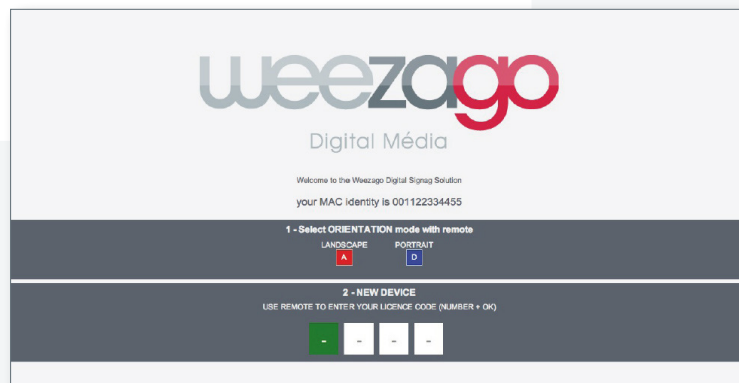 weezago
Digital Média
Welcome to the Weezago Digital Signag Solution
your MAC identity is 001122334455
1 - Select ORIENTATION mode with remote
LANDSCAPE PORTRAIT
A D
2 - NEW DEVICE
USE REMOTE TO ENTER YOUR LICENCE CODE (NUMBER + OK)
- - - -